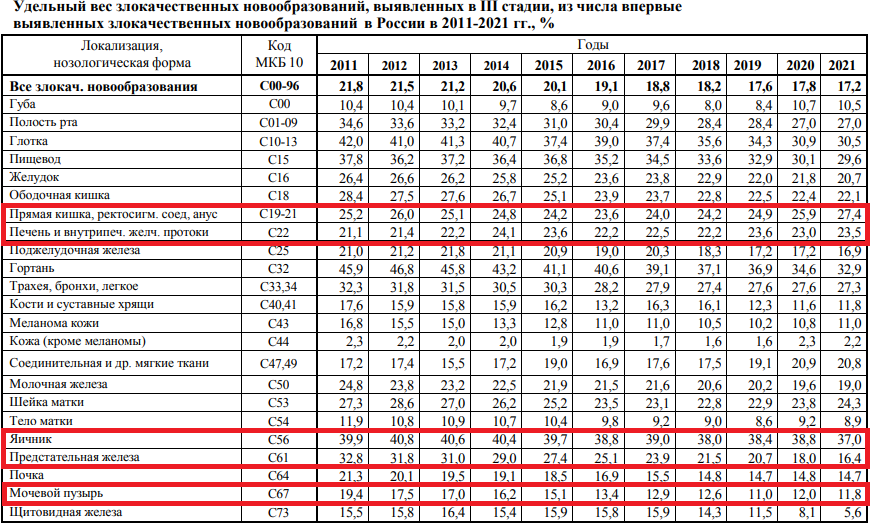 Удельный вес злокачественных новообразований, выявленных в III стадии, из числа впервые
выявленных злокачественных новообразований в России в 2011-2021 гг., %
Локализация, нозологическая форма Код МКБ 10 Годы
2011 2012 2013 2014 2015 2016 2017 2018 2019 2020 2021
Все злокач. новообразования С00-96 21,8 21,5 21,2 20,6 20,1 19,1 18,8 18,2 17,6 17,8 17,2
Губа С00 10,4 10,4 10,1 9,7 8,6 9,0 9,6 8,0 8,4 10,7 10,5
Полость рта С01-09 34,6 33,6 33,2 32,4 31,0 30,4 29,9 28,4 28,4 27,0 27,0
Глотка С10-13 42,0 41,0 41,3 40,7 37,4 39,0 37,4 35,6 34,3 30,9 30,5
Пищевод С15 37,8 36,2 37,2 36,4 36,8 35,2 34,5 33,6 32,9 30,1 29,6
Желудок С16 26,4 26,6 26,2 25,8 25,2 23,6 23,8 22,9 22,0 21,8 20,7
Ободочная кишка С18 28,4 27,5 27,6 26,7 25,1 23,9 23,7 22,8 22,5 22,4 22,1
Прямая кишка, ректосигм. соед, анус С19-21 25,2 26,0 25,1 24,8 24,2 23,6 24,0 24,2 24,9 25,9 27,4
Печень и внутрипеч. желч. протоки С22 21,1 21,4 22,2 24,1 23,6 22,2 22,5 22,2 23,6 23,0 23,5
Поджелудочная железа С25 21,0 21,2 21,8 21,1 20,9 19,0 20,3 18,3 17,2 17,2 16,9
Гортань С32 45,9 46,8 45,8 43,2 41,1 40,6 39,1 37,1 36,9 34,6 32,9
Трахея, бронхи, легкое С33,34 32,3 31,8 31,5 30,5 30,3 28,2 27,9 27,4 27,6 27,6 27,3
Кости и суставные хрящи С40,41 17,6 15,9 15,8 15,9 16,2 13,2 16,3 16,1 12,3 11,6 11,8
Меланома кожи С43 16,8 15,5 15,0 13,3 12,8 11,0 11,0 10,5 10,2 10,8 11,0
Кожа (кроме меланомы) С44 2,3 2,2 2,0 2,0 1,9 1,9 1,7 1,6 1,6 2,3 2,2
Соединительная и др. мягкие ткани С47,49 17,2 17,4 15,5 17,2 19,0 16,9 17,6 17,5 19,1 20,9 20,8
Молочная железа С50 24,8 23,8 23,2 22,5 21,9 21,5 21,6 20,6 20,2 19,6 19,0
Шейка матки С53 27,3 28,6 27,0 26,2 25,2 23,5 23,1 22,8 22,9 23,8 24,3
Тело матки С54 11,9 10,8 10,9 10,7 10,4 9,8 9,2 9,0 8,6 9,2 8,9
Яичник С56 39,9 40,8 40,6 40,4 39,7 38,8 39,0 38,0 38,4 38,8 37,0
Предстательная железа С61 32,8 31,8 31,0 29,0 27,4 25,1 23,9 21,5 20,7 18,0 16,4
Почка С64 21,3 20,1 19,5 19,1 18,5 16,9 15,5 14,8 14,7 14,8 14,7
Мочевой пузырь С67 19,4 17,5 17,0 16,2 15,1 13,4 12,9 12,6 11,0 12,0 11,8
Щитовидная железа С73 15,5 15,8 16,4 15,4 15,9 15,8 15,9 14,3 11,5 8,1 5,6